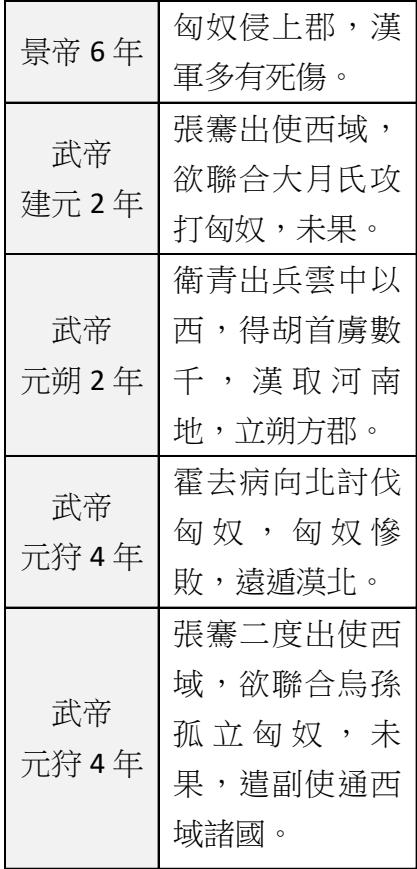 景帝 6 年
匈奴侵上郡，漢
軍多有死傷。
武帝
建元 2 年
張騫出使西域，
欲聯合大月氏攻
打匈奴，未果。
武帝
元朔 2 年
衛青出兵雲中以
西，得胡首虜數
千，漢取河南
地，立朔方郡。
武帝
元狩 4 年
霍去病向北討伐
匈奴，匈奴慘
敗，遠遁漠北。
武帝
元狩 4 年
張騫二度出使西
域，欲聯合烏孫
孤立匈奴，未
果，遣副使通西
域諸國。